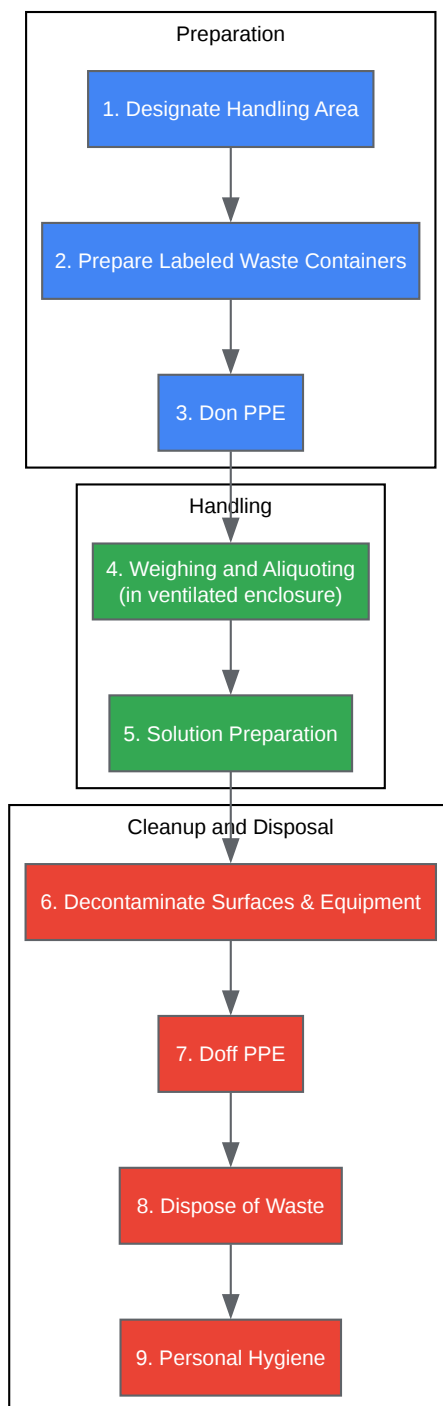 Preparation
1. Designate Handling Area
2. Prepare Labeled Waste Containers
3. Don PPE
Handling
4. Weighing and Aliquoting
(in ventilated enclosure)
5. Solution Preparation
Cleanup and Disposal
6. Decontaminate Surfaces & Equipment
7. Doff PPE
8. Dispose of Waste
9. Personal Hygiene